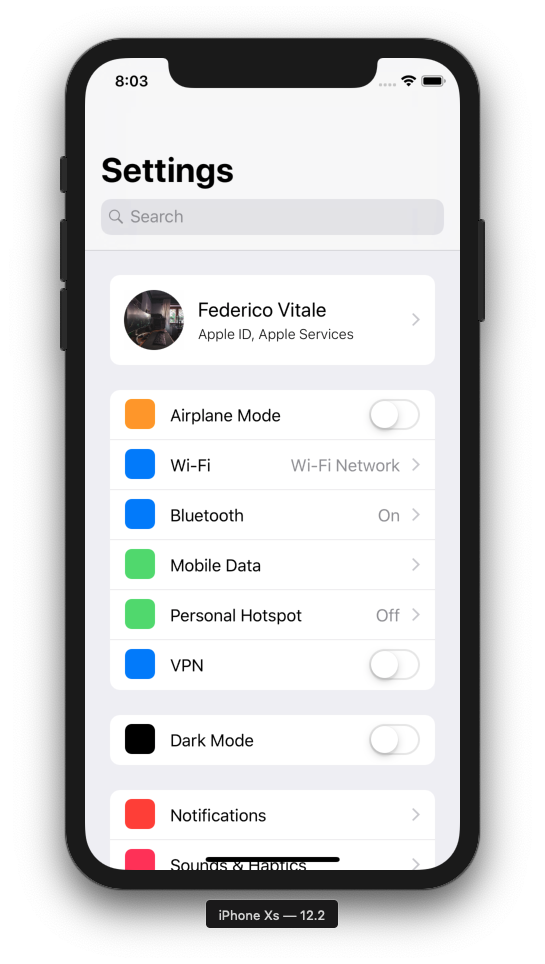 8:03
Settings
Search
Federico Vitale
Apple ID, Apple Services
Airplane Mode
Wi-Fi Wi-Fi Network
Bluetooth On
Mobile Data
Personal Hotspot Off
VPN
Dark Mode
Notifications
Sounds & Haptics
iPhone Xs — 12.2